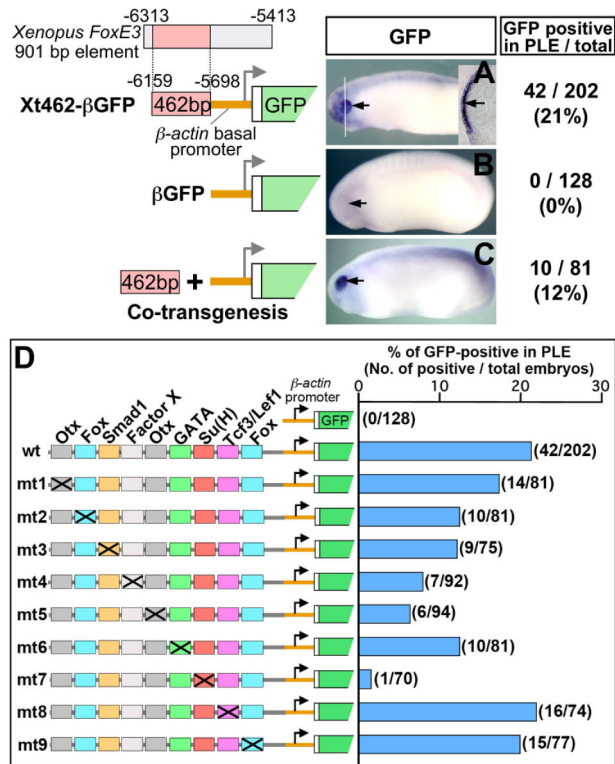 -6313 -5413
Xenopus FoxE3
901 bp element
-6159 -5698
Xt462-βGFP 462bp GFP
β-actin basal
promoter
βGFP
462bp +
Co-transgenesis
GFP
GFP positive
in PLE / total
A
42 / 202
(21%)
B
0 / 128
(0%)
C
10 / 81
(12%)
D
% of GFP-positive in PLE
(No. of positive / total embryos)
0 10 20 30
β-actin
promoter
GFP (0/128)
Otx Fox Smad1 Factor X Otx GATA Su(H) Tcf3/Lef1 Fox
wt (42/202)
mt1 (14/81)
mt2 (10/81)
mt3 (9/75)
mt4 (7/92)
mt5 (6/94)
mt6 (10/81)
mt7 (1/70)
mt8 (16/74)
mt9 (15/77)